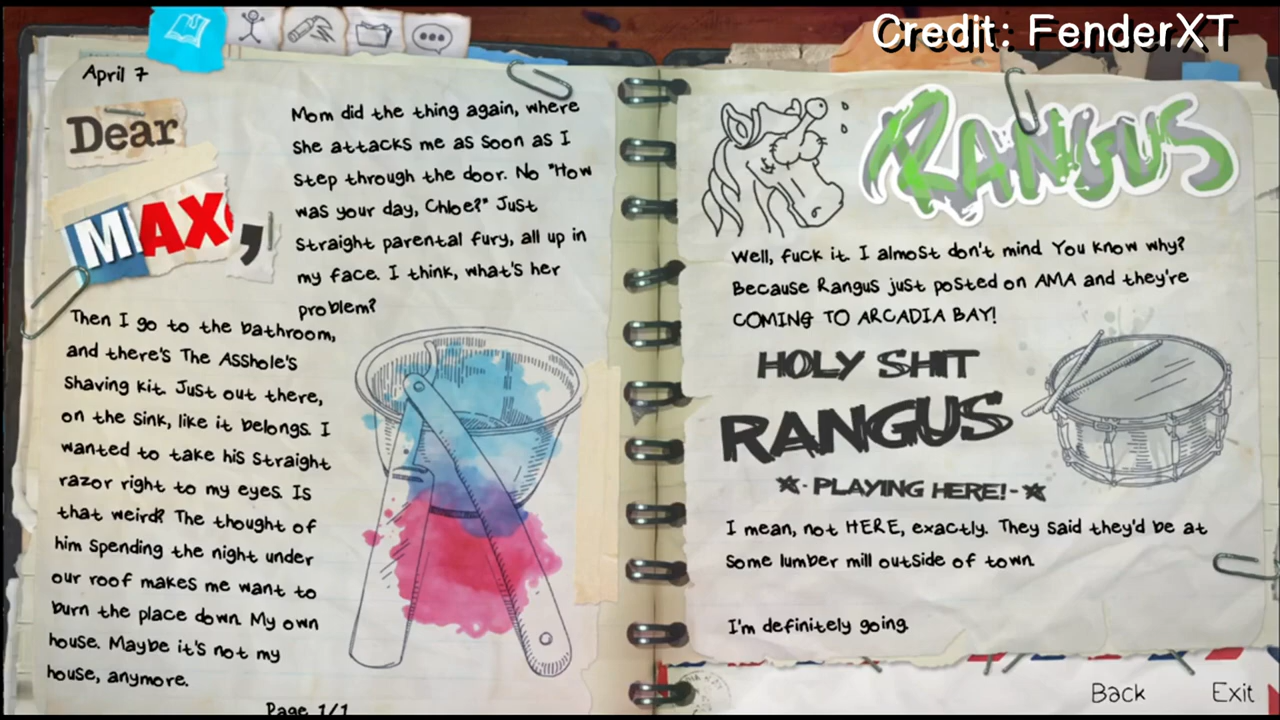 Credit: FenderXT
April 7
Dear
MAX,
Mom did the thing again, where
she attacks me as soon as I
step through the door. No "How
was your day, Chloe?" Just
straight parental fury, all up in
my face. I think, what's her
problem?
Then I go to the bathroom,
and there's The Asshole's
shaving kit. Just out there,
on the sink, like it belongs. I
wanted to take his straight
razor right to my eyes. Is
that weird? The thought of
him spending the night under
our roof makes me want to
burn the place down. My own
house. Maybe it's not my
house, anymore.
Page 1/1
RANGUS
Well, fuck it. I almost don't mind You know why?
Because Rangus just posted on AMA and they're
COMING TO ARCADIA BAY!
HOLY SHIT
RANGUS
- PLAYING HERE! -
I mean, not HERE, exactly. They said they'd be at
some lumber mill outside of town.
I'm definitely going.
Back
Exit